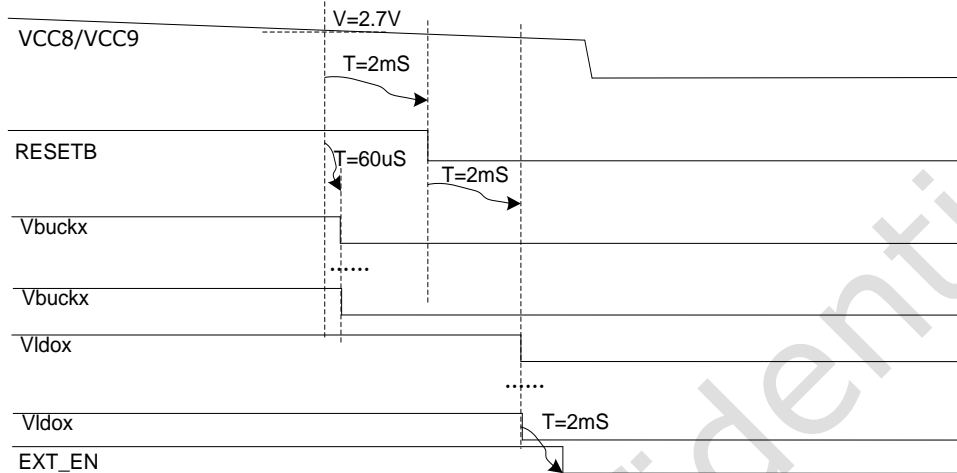 V=2.7V
VCC8/VCC9
T=2mS
RESETB
T=60uS
T=2mS
Vbuckx
......
Vbuckx
Vldox
......
Vldox
T=2mS
EXT_EN